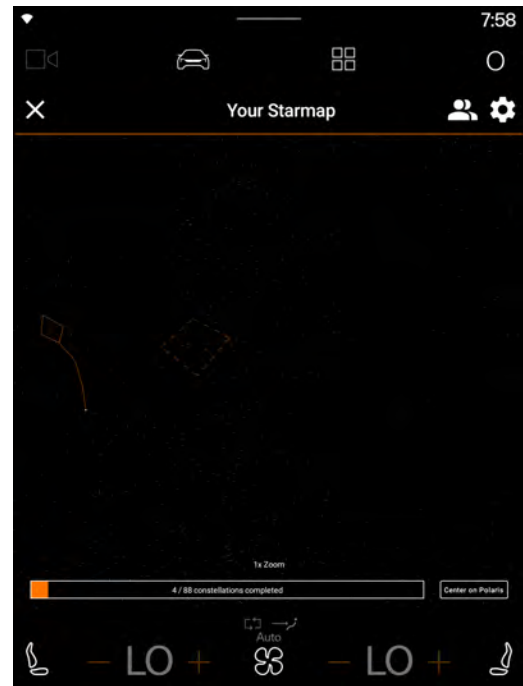 7:58
Your Starmap
1x Zoom
4 / 88 constellations completed
Center on Polaris
Auto
LO
LO